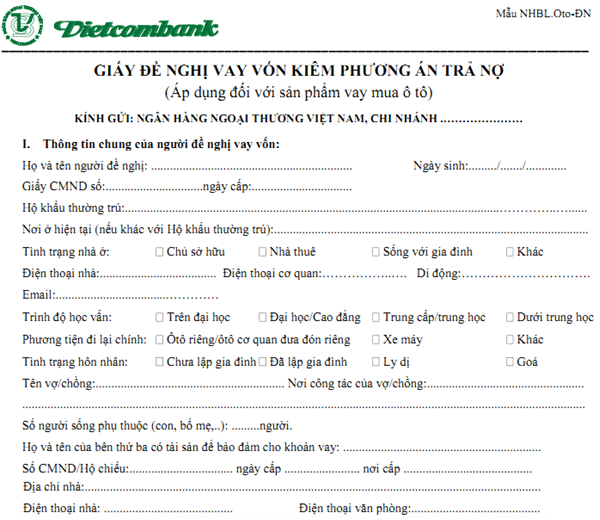 Mẫu NHBL.Oto-ĐN
Dietcombank
GIẤY ĐỀ NGHỊ VAY VỐN KIÊM PHƯƠNG ÁN TRẢ NỢ
(Áp dụng đối với sản phẩm vay mua ô tô)
KÍNH GỬI: NGÂN HÀNG NGOẠI THƯƠNG VIỆT NAM, CHI NHÁNH ......................
I. Thông tin chung của người đề nghị vay vốn:
Họ và tên người đề nghị: .......................................................... Ngày sinh:........./......./.............
Giấy CMND số:................................ngày cấp:..................................
Hộ khẩu thường trú:..............................................................................................................................
Nơi ở hiện tại (nếu khác với Hộ khẩu thường trú):..............................................................................
Tình trạng nhà ở: □ Chủ sở hữu □ Nhà thuê □ Sống với gia đình □ Khác
Điện thoại nhà:....................................... Điện thoại cơ quan:............................ Di động:............................
Email:.....................................................
Trình độ học vấn: □ Trên đại học □ Đại học/Cao đẳng □ Trung cấp/trung học □ Dưới trung học
Phương tiện đi lại chính: □ Ôtô riêng/ôtô cơ quan đưa đón riêng □ Xe máy □ Khác
Tình trạng hôn nhân: □ Chưa lập gia đình □ Đã lập gia đình □ Ly dị □ Goá
Tên vợ/chồng:............................................................... Nơi công tác của vợ/chồng:....................................................
..............................................................................................................................................................
Số người sống phụ thuộc (con, bố mẹ,..): .........người.
Họ và tên của bên thứ ba có tài sản để bảo đảm cho khoản vay: .......................................................
Số CMND/Hộ chiếu:................................... ngày cấp ......................... nơi cấp ...........................................
Địa chỉ nhà:.....................................................................................................................................
Điện thoại nhà: ........................................... Điện thoại văn phòng:...........................................